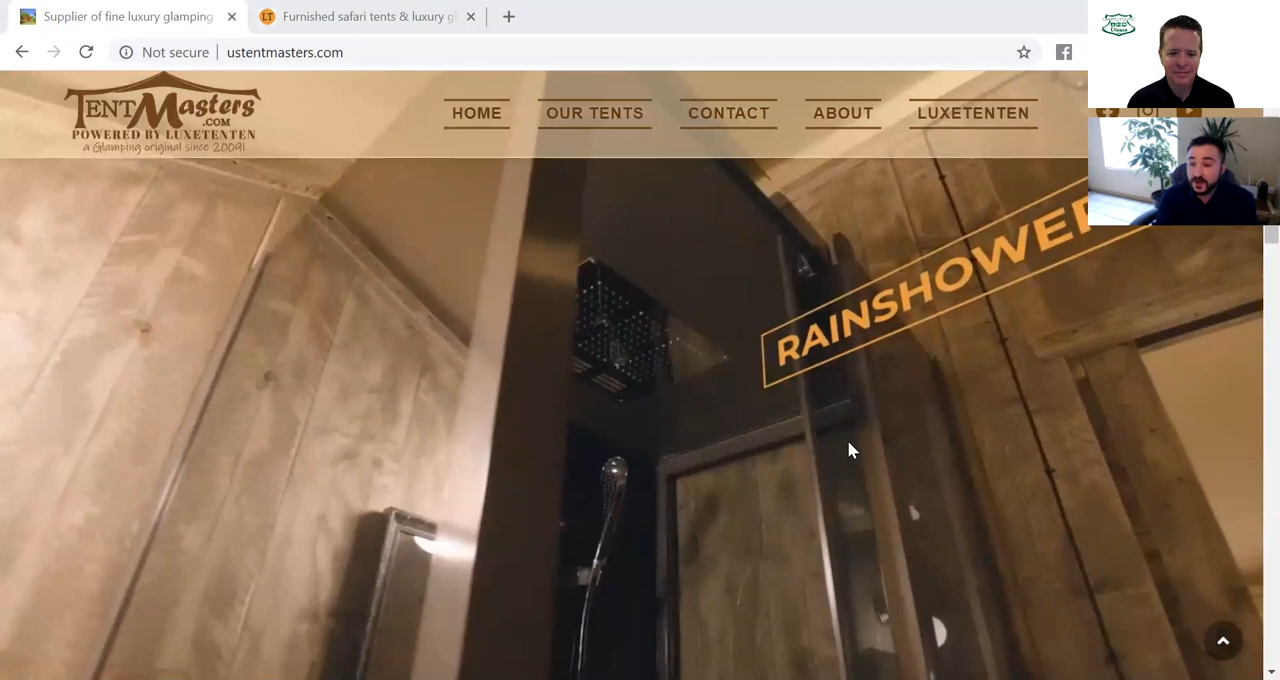 Supplier of fine luxury glamping
Furnished safari tents & luxury gl
Not secure
ustentmasters.com
TENTMasters
.COM
POWERED BY LUXETENTEN
a Glamping original since 2009!
HOME
OUR TENTS
CONTACT
ABOUT
LUXETENTEN
RAINSHOWER
LT